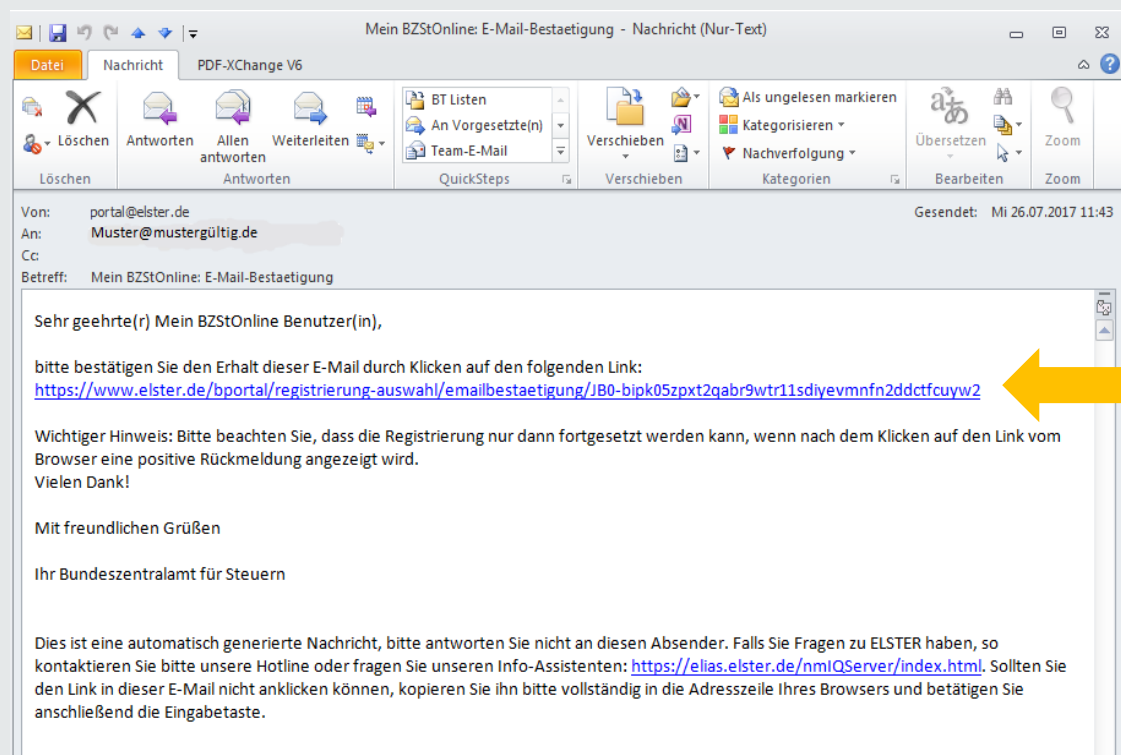 Mein BZStOnline: E-Mail-Bestaetigung - Nachricht (Nur-Text)
Datei Nachricht PDF-XChange V6
Löschen
Antworten
Allen antworten
Weiterleiten
BT Listen
An Vorgesetzte(n)
Team-E-Mail
Verschieben
Als ungelesen markieren
Kategorisieren
Nachverfolgung
Übersetzen
Zoom
Löschen Antworten QuickSteps Verschieben Kategorien Bearbeiten Zoom
Von: portal@elster.de Gesendet: Mi 26.07.2017 11:43
An: Muster@mustergültig.de
Cc:
Betreff: Mein BZStOnline: E-Mail-Bestaetigung
Sehr geehrte(r) Mein BZStOnline Benutzer(in),
bitte bestätigen Sie den Erhalt dieser E-Mail durch Klicken auf den folgenden Link:
https://www.elster.de/bportal/registrierung-auswahl/emailbestaetigung/JB0-bipk05zpxt2qabr9wtr11sdiyevmnfn2ddctfcuyw2
Wichtiger Hinweis: Bitte beachten Sie, dass die Registrierung nur dann fortgesetzt werden kann, wenn nach dem Klicken auf den Link vom
Browser eine positive Rückmeldung angezeigt wird.
Vielen Dank!
Mit freundlichen Grüßen
Ihr Bundeszentralamt für Steuern
Dies ist eine automatisch generierte Nachricht, bitte antworten Sie nicht an diesen Absender. Falls Sie Fragen zu ELSTER haben, so
kontaktieren Sie bitte unsere Hotline oder fragen Sie unseren Info-Assistenten: https://elias.elster.de/nmIQServer/index.html. Sollten Sie
den Link in dieser E-Mail nicht anklicken können, kopieren Sie ihn bitte vollständig in die Adresszeile Ihres Browsers und betätigen Sie
anschließend die Eingabetaste.